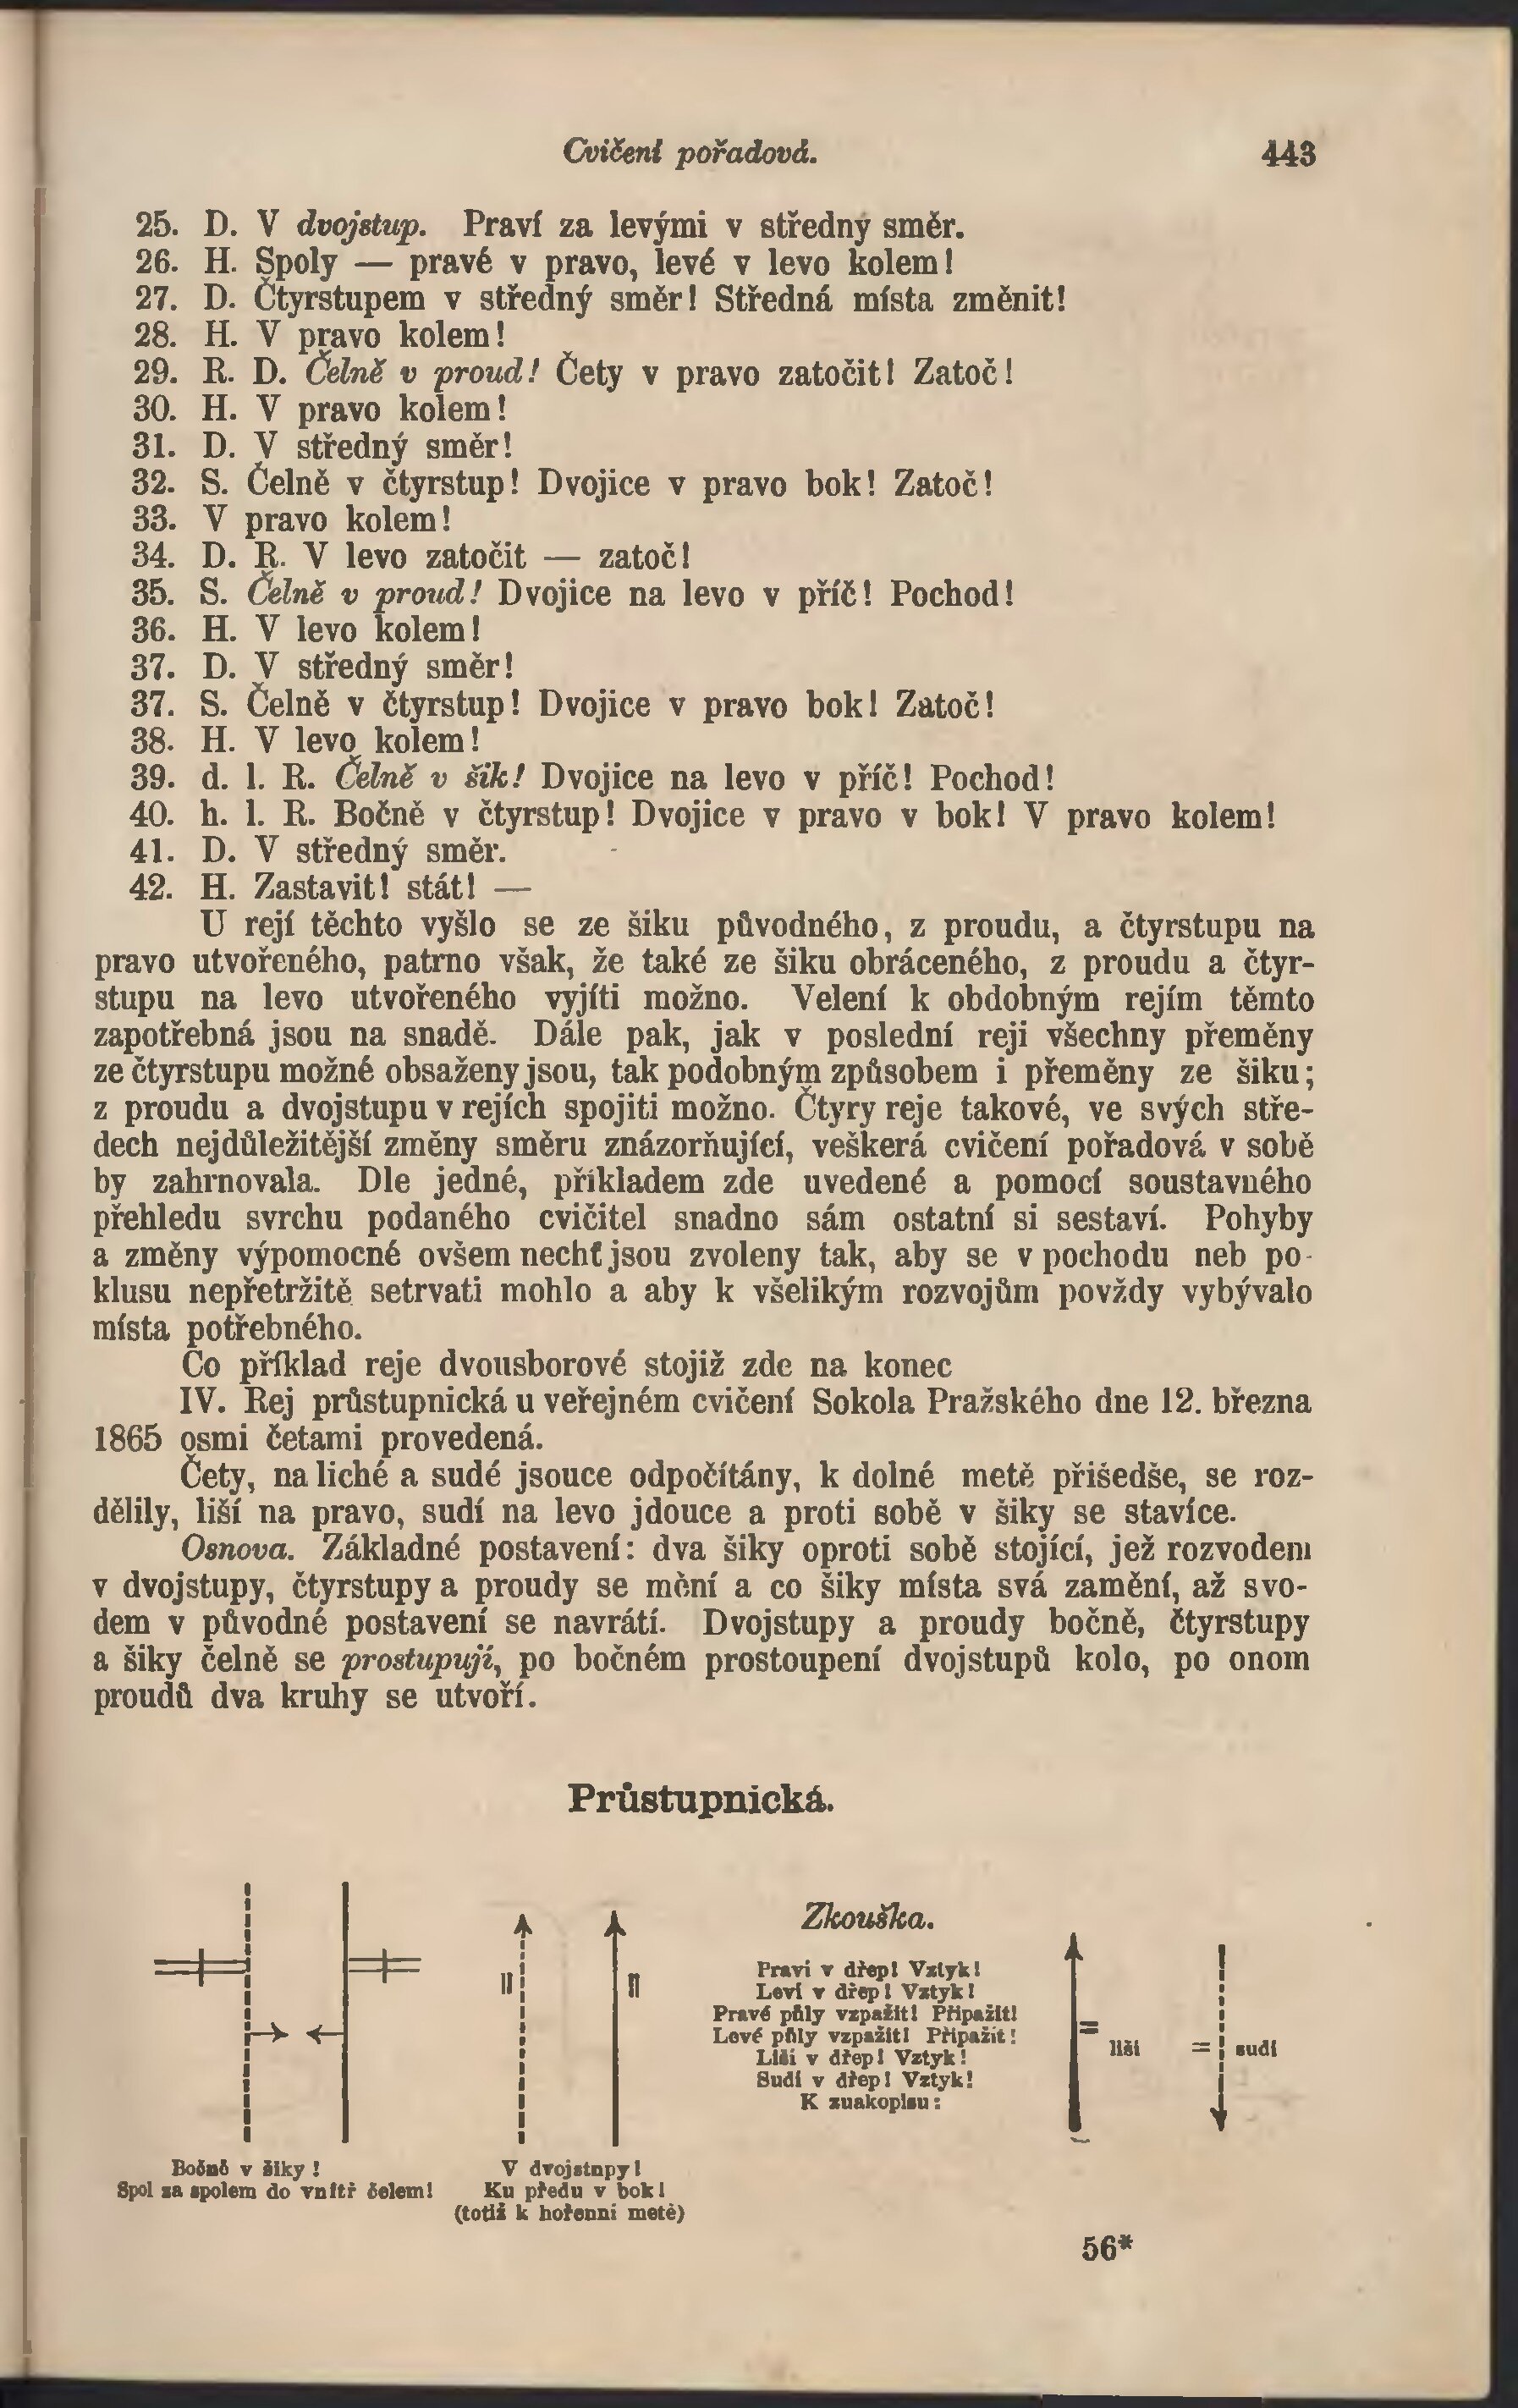 Cvičení pořadová.
443
25. D. V dvojstup. Praví za levými v středný směr.
26. H. Spoly — pravé v pravo, levé v levo kolem!
27. D. Čtyrstupem v středný směr! Středná místa změnit!
28. H. V pravo kolem!
29. R. D. Čelně v proud! Čety v pravo zatočit! Zatoč!
30. H. V pravo kolem!
31. D. V středný směr!
32. S. Čelně v čtyrstup! Dvojice v pravo bok! Zatoč!
33. V pravo kolem!
34. D. R. V levo zatočit — zatoč!
35. S. Čelně v proud! Dvojice na levo v příč! Pochod!
36. H. V levo kolem!
37. D. V středný směr!
37. S. Čelně v čtyrstup! Dvojice v pravo bok! Zatoč!
38. H. V levo kolem!
39. d. l. R. Čelně v šik! Dvojice na levo v příč! Pochod!
40. h. l. R. Bočně v čtyrstup! Dvojice v pravo v bok! V pravo kolem!
41. D. V středný směr.
42. H. Zastavit! stát! —
U rejí těchto vyšlo se ze šiku původného, z proudu, a čtyrstupu na
pravo utvořeného, patrno však, že také ze šiku obráceného, z proudu a čtyr-
stupu na levo utvořeného vyjíti možno. Velení k obdobným rejím těmto
zapotřebná jsou na snadě. Dále pak, jak v poslední reji všechny přeměny
ze čtyrstupu možné obsaženy jsou, tak podobným způsobem i přeměny ze šiku;
z proudu a dvojstupu v rejích spojiti možno. Čtyry reje takové, ve svých stře-
dech nejdůležitější změny směru znázorňující, veškerá cvičení pořadová v sobě
by zahrnovala. Dle jedné, příkladem zde uvedené a pomocí soustavného
přehledu svrchu podaného cvičitel snadno sám ostatní si sestaví. Pohyby
a změny výpomocné ovšem nechť jsou zvoleny tak, aby se v pochodu neb po-
klusu nepřetržitě setrvati mohlo a aby k všelikým rozvojům povždy vybývalo
místa potřebného.
Co příklad reje dvousborové stojiž zde na konec
IV. Rej průstupnická u veřejném cvičení Sokola Pražského dne 12. března
1865 osmi četami provedená.
Čety, na liché a sudé jsouce odpočítány, k dolné metě přišedše, se roz-
dělily, liší na pravo, sudí na levo jdouce a proti sobě v šiky se stavíce.
Osnova. Základné postavení: dva šiky oproti sobě stojící, jež rozvodem
v dvojstupy, čtyrstupy a proudy se mění a co šiky místa svá zamění, až svo-
dem v původné postavení se navrátí. Dvojstupy a proudy bočně, čtyrstupy
a šiky čelně se prostupují, po bočném prostoupení dvojstupů kolo, po onom
proudů dva kruhy se utvoří.
Průstupnická.
Bočně v šiky!
Spol za spolem do vnitř čelem!
V dvojstupy!
Ku předu v bok!
(totiž k hořenní metě)
Zkouška.
Praví v dřep! Vztyk!
Leví v dřep! Vztyk!
Pravé půly vzpažit! Připažit!
Levé půly vzpažit! Připažit!
Liší v dřep! Vztyk!
Sudí v dřep! Vztyk!
K znakopisu:
liší
sudí
56*